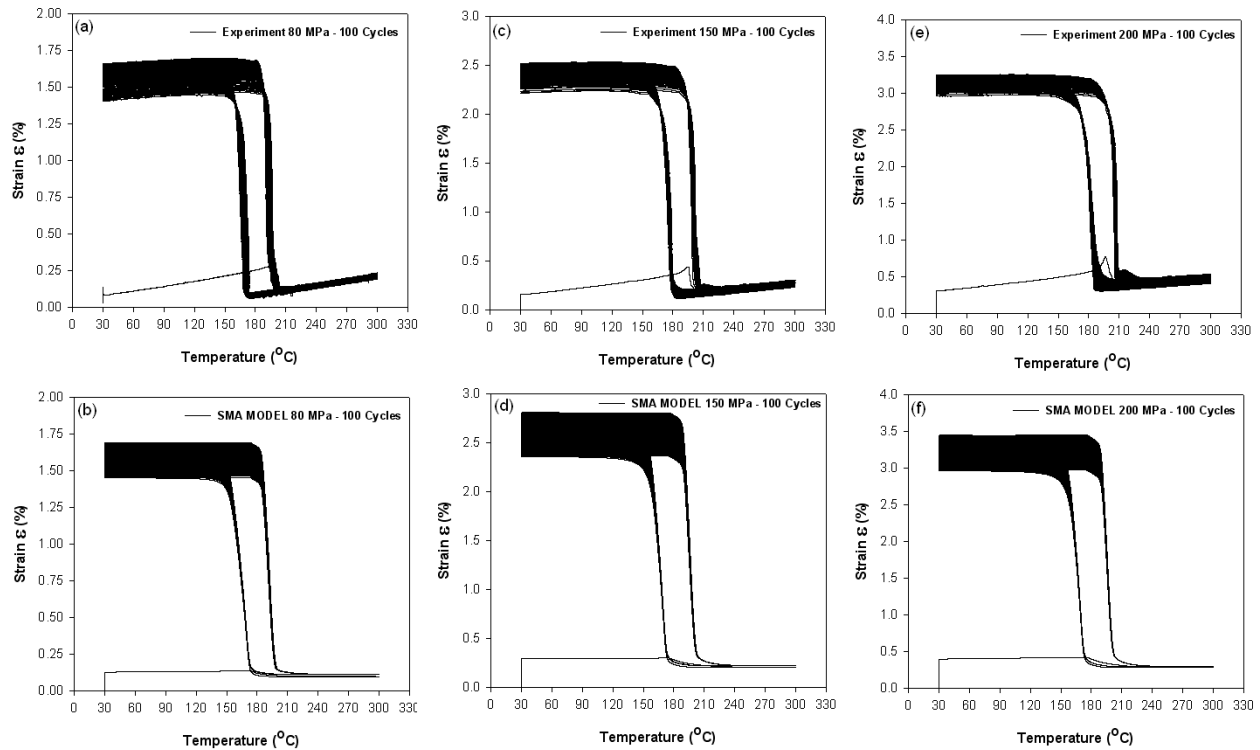 (a)
Experiment 80 MPa - 100 Cycles
2.00
1.75
1.50
1.25
1.00
0.75
0.50
0.25
0.00
Strain ε (%)
0 30 60 90 120 150 180 210 240 270 300 330
Temperature (°C)
(c)
Experiment 150 MPa - 100 Cycles
3.0
2.5
2.0
1.5
1.0
0.5
0.0
Strain ε (%)
0 30 60 90 120 150 180 210 240 270 300 330
Temperature (°C)
(e)
Experiment 200 MPa - 100 Cycles
4.0
3.5
3.0
2.5
2.0
1.5
1.0
0.5
0.0
Strain ε (%)
0 30 60 90 120 150 180 210 240 270 300 330
Temperature (°C)
(b)
SMA MODEL 80 MPa - 100 Cycles
2.00
1.75
1.50
1.25
1.00
0.75
0.50
0.25
0.00
Strain ε (%)
0 30 60 90 120 150 180 210 240 270 300 330
Temperature (°C)
(d)
SMA MODEL 150 MPa - 100 Cycles
3.0
2.5
2.0
1.5
1.0
0.5
0.0
Strain ε (%)
0 30 60 90 120 150 180 210 240 270 300 330
Temperature (°C)
(f)
SMA MODEL 200 MPa - 100 Cycles
4.0
3.5
3.0
2.5
2.0
1.5
1.0
0.5
0.0
Strain ε (%)
0 30 60 90 120 150 180 210 240 270 300 330
Temperature (°C)